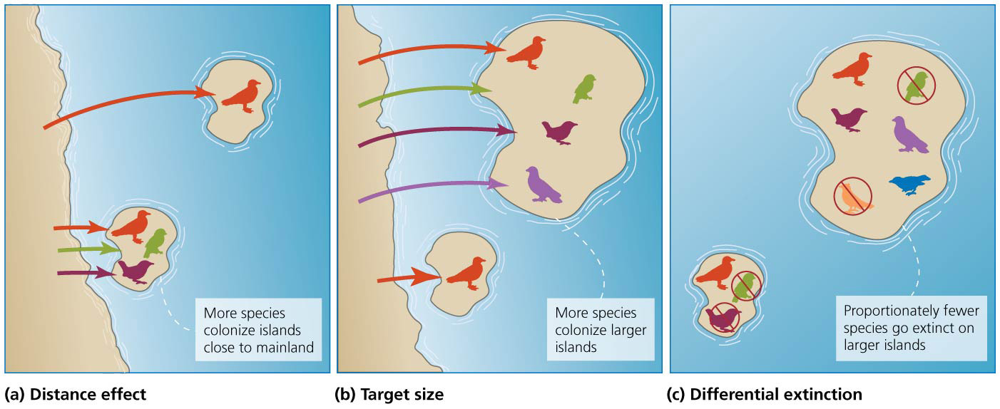 More species
colonize islands
close to mainland
More species
colonize larger
islands
Proportionately fewer
species go extinct on
larger islands
(a) Distance effect
(b) Target size
(c) Differential extinction